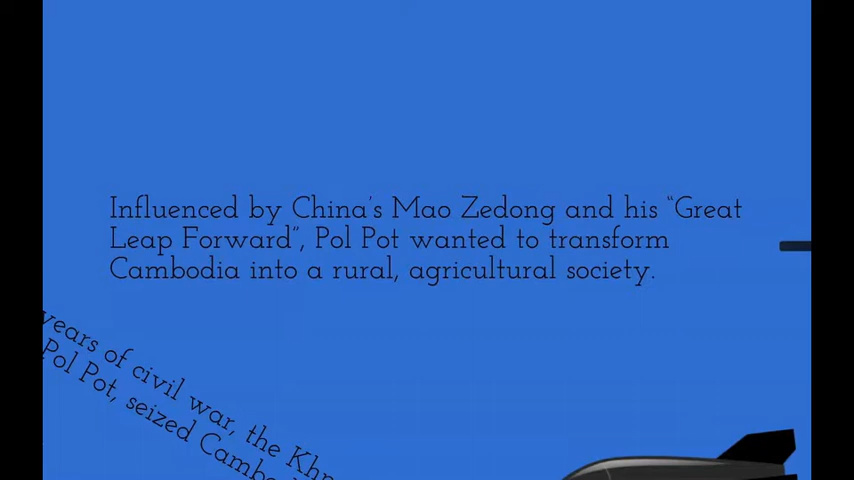 Influenced by China's Mao Zedong and his “Great
Leap Forward”, Pol Pot wanted to transform
Cambodia into a rural, agricultural society.
years of civil war, the
Pol Pot, seized